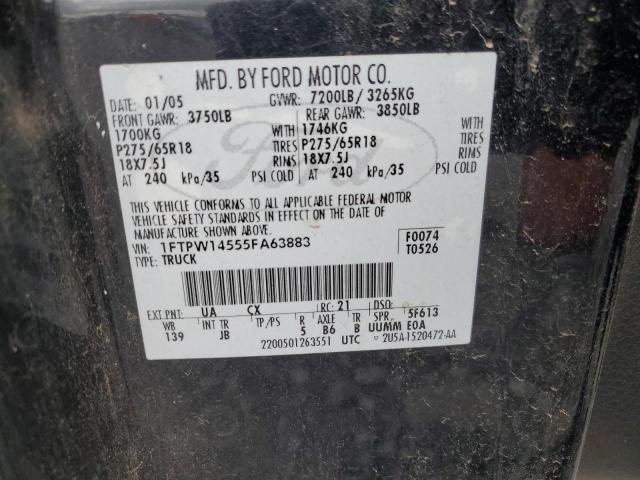 MFD. BY FORD MOTOR CO.
DATE: 01/05 GVWR: 7200LB/ 3265KG
FRONT GAWR: 3750LB REAR GAWR: 3850LB
1700KG WITH 1746KG WITH
P275/65R18 TIRES P275/65R18 TIRES
18X7.5J RIMS 18X7.5J RIMS
AT 240 kPa/35 PSI COLD AT 240 kPa/35 PSI COLD
Ford
THIS VEHICLE CONFORMS TO ALL APPLICABLE FEDERAL MOTOR
VEHICLE SAFETY STANDARDS IN EFFECT ON THE DATE OF
MANUFACTURE SHOWN ABOVE.
VIN: 1FTPW14555FA63883 F0074
TYPE: TRUCK T0526
EXT PNT: UA CX RC: 21 DSO:
WB INT TR TP/PS R AXLE TR SPR 5F613
139 JB 5 B6 B UUMM EOA
2200501263551 UTC 2U5A-1520472-AA